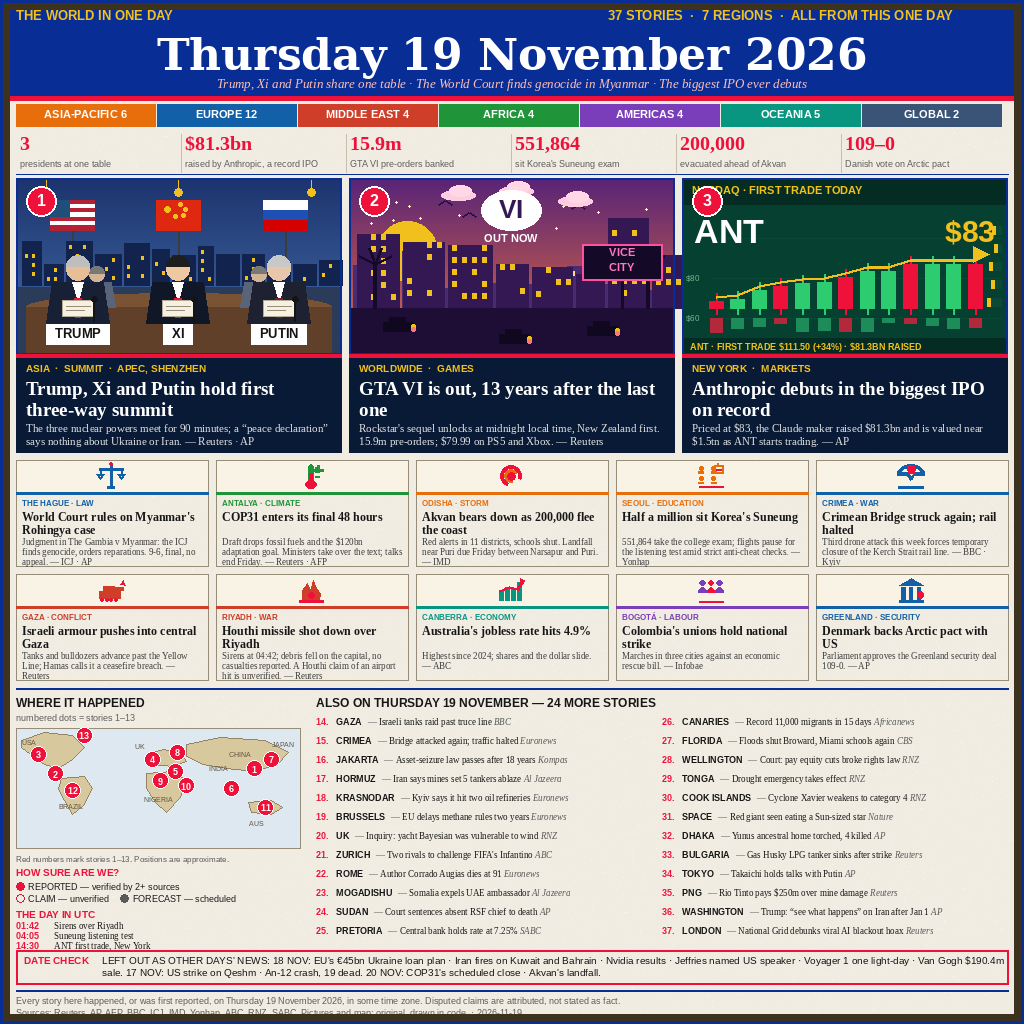 THE WORLD IN ONE DAY
37 STORIES · 7 REGIONS · ALL FROM THIS ONE DAY
Thursday 19 November 2026
Trump, Xi and Putin share one table · The World Court finds genocide in Myanmar · The biggest IPO ever debuts
ASIA-PACIFIC 6
EUROPE 12
MIDDLE EAST 4
AFRICA 4
AMERICAS 4
OCEANIA 5
GLOBAL 2
3
presidents at one table
$81.3bn
raised by Anthropic, a record IPO
15.9m
GTA VI pre-orders banked
551,864
sit Korea's Suneung exam
200,000
evacuated ahead of Akvan
109–0
Danish vote on Arctic pact
1
TRUMP
XI
PUTIN
ASIA · SUMMIT · APEC, SHENZHEN
Trump, Xi and Putin hold first
three-way summit
The three nuclear powers meet for 90 minutes; a “peace declaration”
says nothing about Ukraine or Iran. — Reuters · AP
2
VI
OUT NOW
VICE
CITY
WORLDWIDE · GAMES
GTA VI is out, 13 years after the last
one
Rockstar's sequel unlocks at midnight local time, New Zealand first.
15.9m pre-orders; $79.99 on PS5 and Xbox. — Reuters
3
· FIRST TRADE TODAY
ANT
$83
$80
$60
ANT · FIRST TRADE $111.50 (+34%) · $81.3BN RAISED
NEW YORK · MARKETS
Anthropic debuts in the biggest IPO
on record
Priced at $83, the Claude maker raised $81.3bn and is valued near
$1.5tn as ANT starts trading. — AP
THE HAGUE · LAW
World Court rules on Myanmar's
Rohingya case
Judgment in The Gambia v Myanmar: the ICJ
finds genocide, orders reparations. 9-6, final, no
appeal. — ICJ · AP
ANTALYA · CLIMATE
COP31 enters its final 48 hours
Draft drops fossil fuels and the $120bn
adaptation goal. Ministers take over the text; talks
end Friday. — Reuters · AFP
ODISHA · STORM
Akvan bears down as 200,000 flee
the coast
Red alerts in 11 districts, schools shut. Landfall
near Puri due Friday between Narsapur and Puri.
— IMD
SEOUL · EDUCATION
Half a million sit Korea's Suneung
551,864 take the college exam; flights pause for
the listening test amid strict anti-cheat checks. —
Yonhap
CRIMEA · WAR
Crimean Bridge struck again; rail
halted
Third drone attack this week forces temporary
closure of the Kerch Strait rail line. — BBC ·
Kyiv
GAZA · CONFLICT
Israeli armour pushes into central
Gaza
Tanks and bulldozers advance past the Yellow
Line; Hamas calls it a ceasefire breach. —
Reuters
RIYADH · WAR
Houthi missile shot down over
Riyadh
Sirens at 04:42; debris fell on the capital, no
casualties reported. A Houthi claim of an airport
hit is unverified. — Reuters
CANBERRA · ECONOMY
Australia's jobless rate hits 4.9%
Highest since 2024; shares and the dollar slide.
— ABC
BOGOTÁ · LABOUR
Colombia's unions hold national
strike
Marches in three cities against an economic
rescue bill. — Infobae
GREENLAND · SECURITY
Denmark backs Arctic pact with
US
Parliament approves the Greenland security deal
109-0. — AP
WHERE IT HAPPENED
numbered dots = stories 1–13
USA
UK
CHINA
JAPAN
INDIA
NIGERIA
BRAZIL
AUS
13
3
2
12
4
8
5
9
10
6
1
7
11
Red numbers mark stories 1–13. Positions are approximate.
HOW SURE ARE WE?
REPORTED — verified by 2+ sources
CLAIM — unverified
FORECAST — scheduled
THE DAY IN UTC
01:42 Sirens over Riyadh
04:05 Suneung listening test
14:30 ANT first trade, New York
ALSO ON THURSDAY 19 NOVEMBER — 24 MORE STORIES
14. GAZA — Israeli tanks raid past truce line BBC
15. CRIMEA — Bridge attacked again; traffic halted Euronews
16. JAKARTA — Asset-seizure law passes after 18 years Kompas
17. HORMUZ — Iran says mines set 5 tankers ablaze Al Jazeera
18. KRASNODAR — Kyiv says it hit two oil refineries Euronews
19. BRUSSELS — EU delays methane rules two years Euronews
20. UK — Inquiry: yacht Bayesian was vulnerable to wind RNZ
21. ZURICH — Two rivals to challenge FIFA's Infantino ABC
22. ROME — Author Corrado Augias dies at 91 Euronews
23. MOGADISHU — Somalia expels UAE ambassador Al Jazeera
24. SUDAN — Court sentences absent RSF chief to death AP
25. PRETORIA — Central bank holds rate at 7.25% SABC
26. CANARIES — Record 11,000 migrants in 15 days Africanews
27. FLORIDA — Floods shut Broward, Miami schools again CBS
28. WELLINGTON — Court: pay equity cuts broke rights law RNZ
29. TONGA — Drought emergency takes effect RNZ
30. COOK ISLANDS — Cyclone Xavier weakens to category 4 RNZ
31. SPACE — Red giant seen eating a Sun-sized star Nature
32. DHAKA — Yunus ancestral home torched, 4 killed AP
33. BULGARIA — Gas Husky LPG tanker sinks after strike Reuters
34. TOKYO — Takaichi holds talks with Putin AP
35. PNG — Rio Tinto pays $250m over mine damage Reuters
36. WASHINGTON — Trump: “see what happens” on Iran after Jan 1 AP
37. LONDON — National Grid debunks viral AI blackout hoax Reuters
DATE CHECK
LEFT OUT AS OTHER DAYS' NEWS: 18 NOV: EU's €45bn Ukraine loan plan · Iran fires on Kuwait and Bahrain · Nvidia results · Jeffries named US speaker · Voyager 1 one light-day · Van Gogh $190.4m
sale. 17 NOV: US strike on Qeshm · An-12 crash, 19 dead. 20 NOV: COP31's scheduled close · Akvan's landfall.
Every story here happened, or was first reported, on Thursday 19 November 2026, in some time zone. Disputed claims are attributed, not stated as fact.
Sources: Reuters, AP, AFP, BBC, ICJ, IMD, Yonhap, ABC, RNZ, SABC. Pictures and map: original, drawn in code. · 2026-11-19